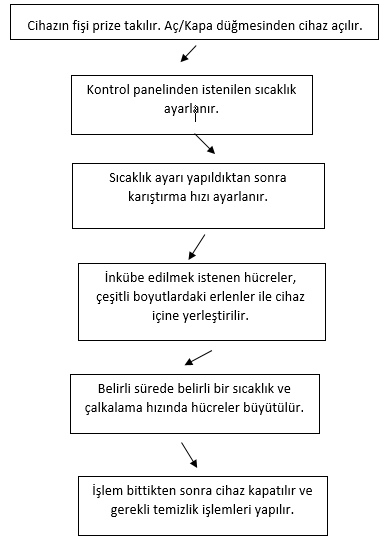 Cihazın fişi prize takılır. Aç/Kapa düğmesinden cihaz açılır.
Kontrol panelinden istenilen sıcaklık
ayarlanır.
Sıcaklık ayarı yapıldıktan sonra
karıştırma hızı ayarlanır.
İnkübe edilmek istenen hücreler,
çeşitli boyutlardaki erlenler ile cihaz
içine yerleştirilir.
Belirli sürede belirli bir sıcaklık ve
çalkalama hızında hücreler büyütülür.
İşlem bittikten sonra cihaz kapatılır ve
gerekli temizlik işlemleri yapılır.